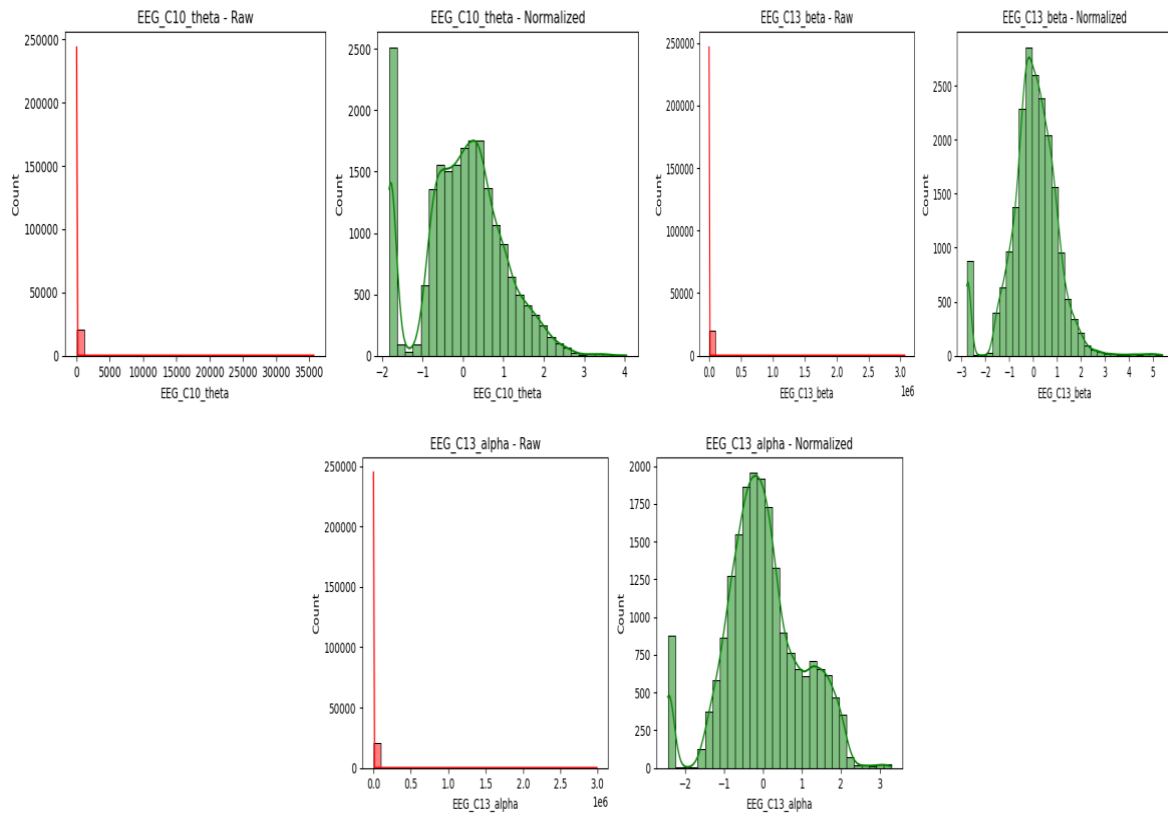 EEG_C10_theta - Raw
250000
200000
150000
100000
50000
0
Count
0 5000 10000 15000 20000 25000 30000 35000
EEG_C10_theta
EEG_C10_theta - Normalized
2500
2000
1500
1000
500
0
Count
−2 −1 0 1 2 3 4
EEG_C10_theta
EEG_C13_beta - Raw
250000
200000
150000
100000
50000
0
Count
0.0 0.5 1.0 1.5 2.0 2.5 3.0
1e6
EEG_C13_beta
EEG_C13_beta - Normalized
2500
2000
1500
1000
500
0
Count
−3 −2 −1 0 1 2 3 4 5
EEG_C13_beta
EEG_C13_alpha - Raw
250000
200000
150000
100000
50000
0
Count
0.0 0.5 1.0 1.5 2.0 2.5 3.0
1e6
EEG_C13_alpha
EEG_C13_alpha - Normalized
2000
1750
1500
1250
1000
750
500
250
0
Count
−2 −1 0 1 2 3
EEG_C13_alpha